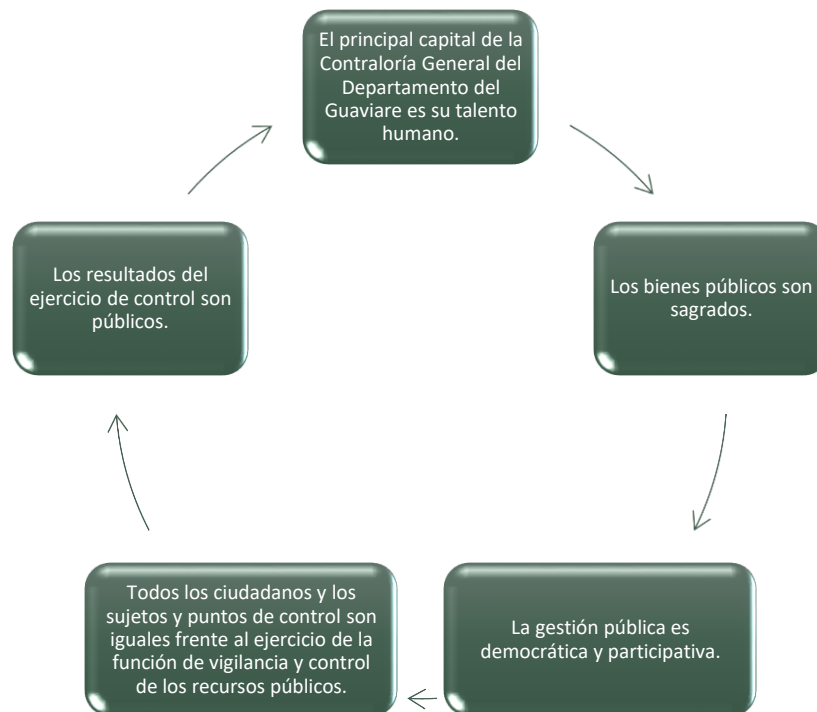 El principal capital de la
Contraloría General del
Departamento del
Guaviare es su talento
humano.
Los bienes públicos son
sagrados.
La gestión pública es
democrática y participativa.
Todos los ciudadanos y los
sujetos y puntos de control son
iguales frente al ejercicio de la
función de vigilancia y control
de los recursos públicos.
Los resultados del
ejercicio de control son
públicos.